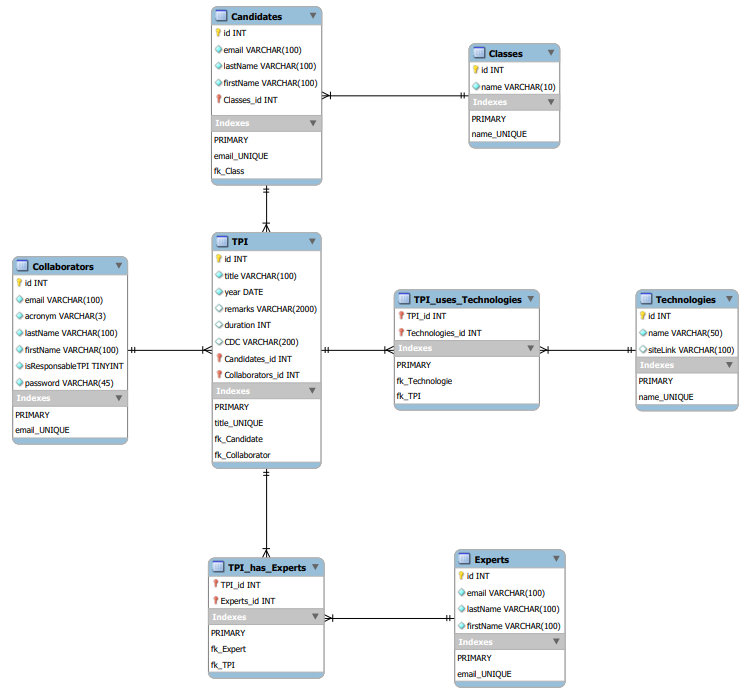 Candidates
id INT
email VARCHAR(100)
lastName VARCHAR(100)
firstName VARCHAR(100)
Classes_id INT
Indexes
PRIMARY
email_UNIQUE
fk_Class
Classes
id INT
name VARCHAR(10)
Indexes
PRIMARY
name_UNIQUE
Collaborators
id INT
email VARCHAR(100)
acronym VARCHAR(3)
lastName VARCHAR(100)
firstName VARCHAR(100)
isResponsableTPI TINYINT
password VARCHAR(45)
Indexes
PRIMARY
email_UNIQUE
TPI
id INT
title VARCHAR(100)
year DATE
remarks VARCHAR(2000)
duration INT
CDC VARCHAR(200)
Candidates_id INT
Collaborators_id INT
Indexes
PRIMARY
title_UNIQUE
fk_Candidate
fk_Collaborator
TPI_uses_Technologies
TPI_id INT
Technologies_id INT
Indexes
PRIMARY
fk_Technologie
fk_TPI
Technologies
id INT
name VARCHAR(50)
siteLink VARCHAR(100)
Indexes
PRIMARY
name_UNIQUE
TPI_has_Experts
TPI_id INT
Experts_id INT
Indexes
PRIMARY
fk_Expert
fk_TPI
Experts
id INT
email VARCHAR(100)
lastName VARCHAR(100)
firstName VARCHAR(100)
Indexes
PRIMARY
email_UNIQUE